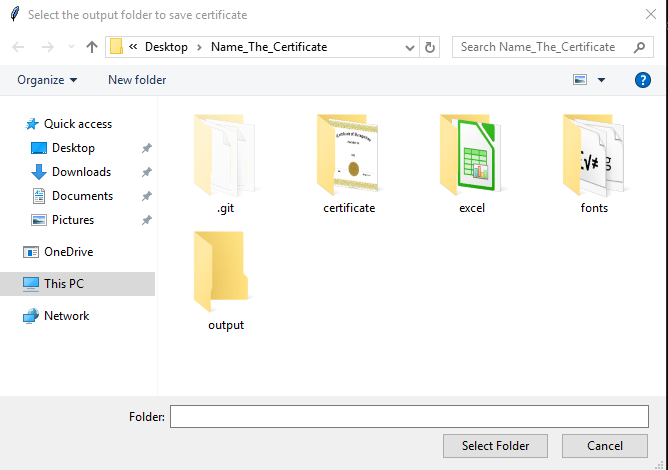 Select the output folder to save certificate
« Desktop > Name_The_Certificate
Search Name_The_Certificate
Organize
New folder
?
Quick access
Desktop
Downloads
Documents
Pictures
OneDrive
This PC
Network
.git
certificate
excel
fonts
output
Folder:
Select Folder
Cancel